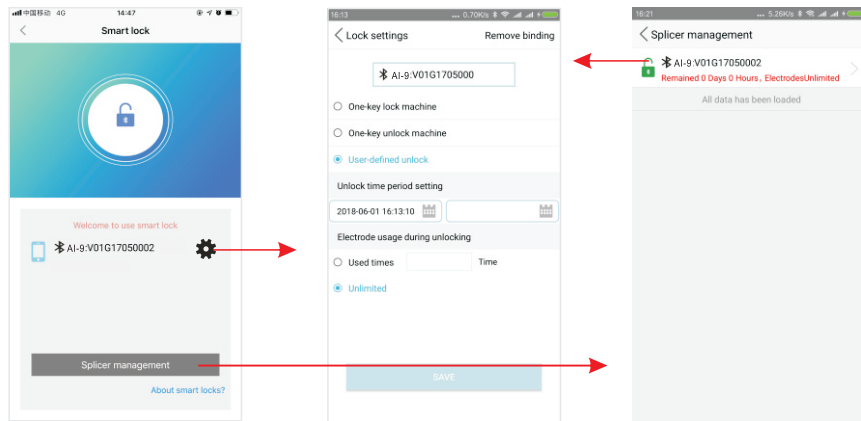 中国移动 4G 14:47
Smart lock
Welcome to use smart lock
AI-9:V01G17050002
Splicer management
About smart locks?
16:13 ... 0.70K/s
Lock settings Remove binding
AI-9:V01G1705000
One-key lock machine
One-key unlock machine
User-defined unlock
Unlock time period setting
2018-06-01 16:13:10
Electrode usage during unlocking
Used times Time
Unlimited
SAVE
16:21 ... 5.26K/s
Splicer management
AI-9:V01G17050002
Remained 0 Days 0 Hours, ElectrodesUnlimited
All data has been loaded